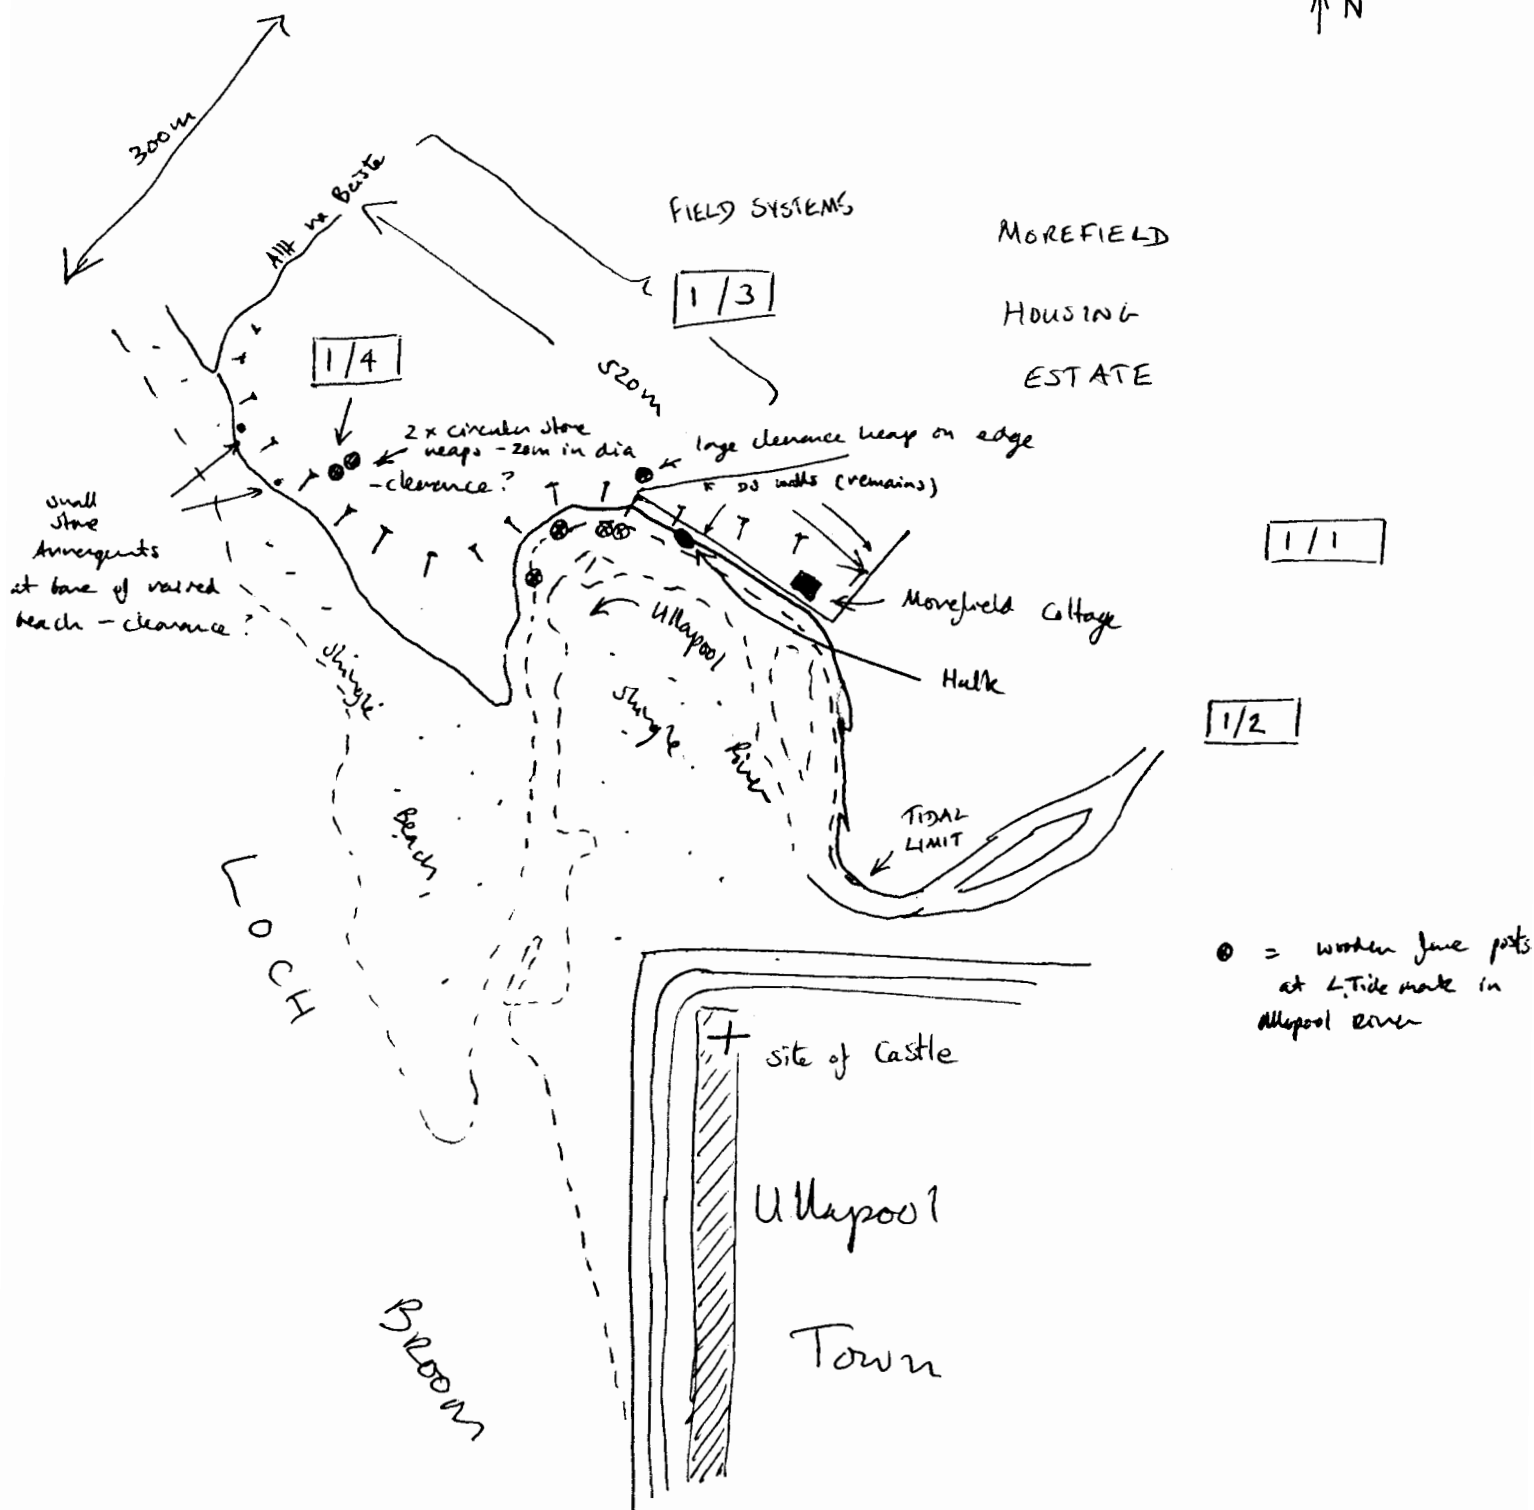 ↑ N
300m
Allt na Baiste
FIELD SYSTEMS
MOREFIELD
HOUSING
ESTATE
1/3
1/4
520m
2 x circular stone
heaps - 20m in dia
- clearance?
large clearance heap on edge
DS walls (remains)
small
stone
Arrangements
at base of raised
beach - clearance?
1/1
Morefield Cottage
Hulk
1/2
Ullapool
River
Shingle
Shingle
Beach
TIDAL
LIMIT
LOCH
BROOM
= wooden fence posts
at L.Tide mark in
Ullapool River
site of Castle
Ullapool
Town